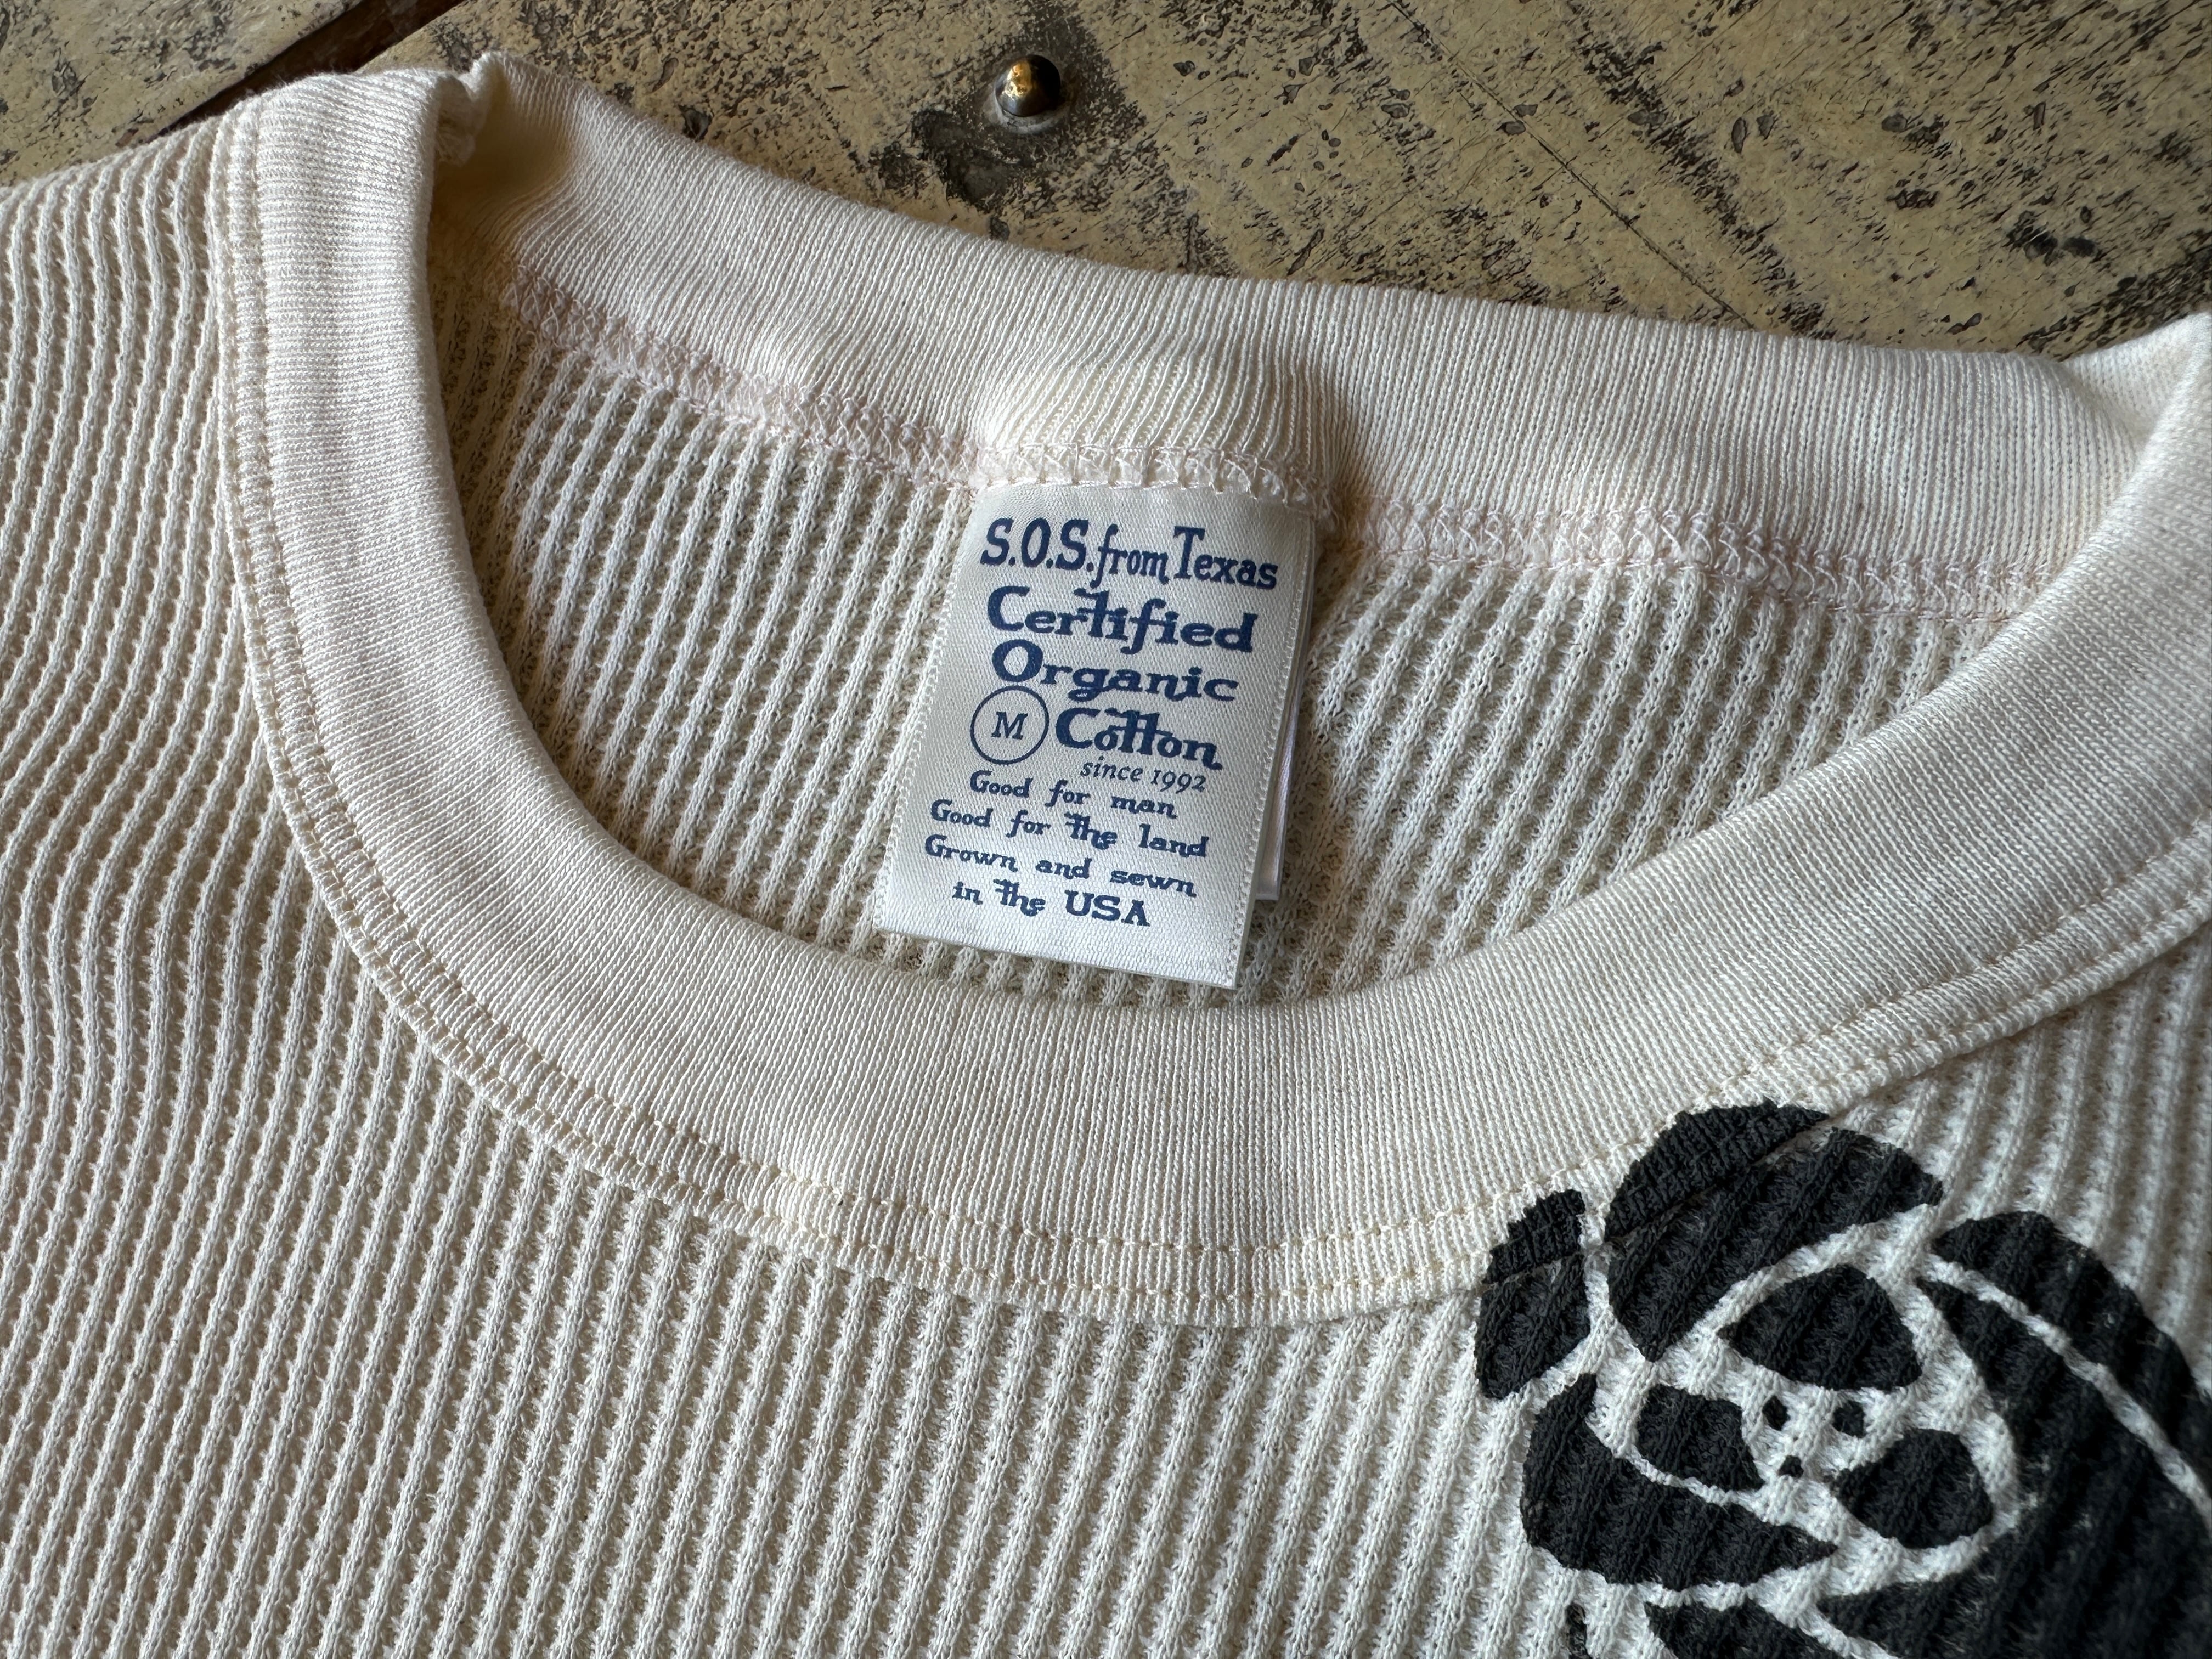 S.O.S. from Texas
Certified
Organic
M Cotton
since 1992
Good for man
Good for the land
Grown and sewn
in the USA